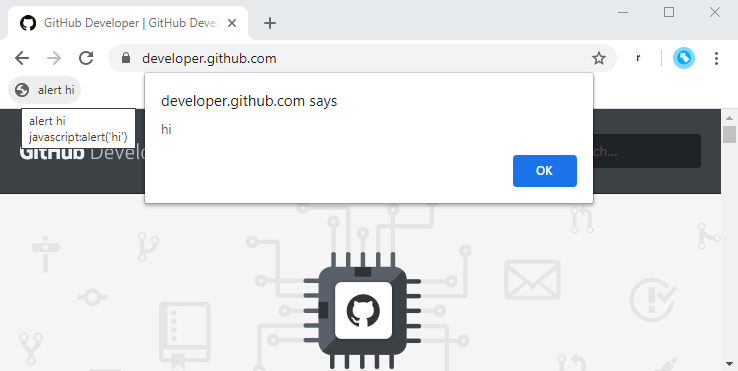 GitHub Developer | GitHub Devel
developer.github.com
r
alert hi
developer.github.com says
hi
OK
alert hi
javascript:alert('hi')
GitHub Develo
ch...